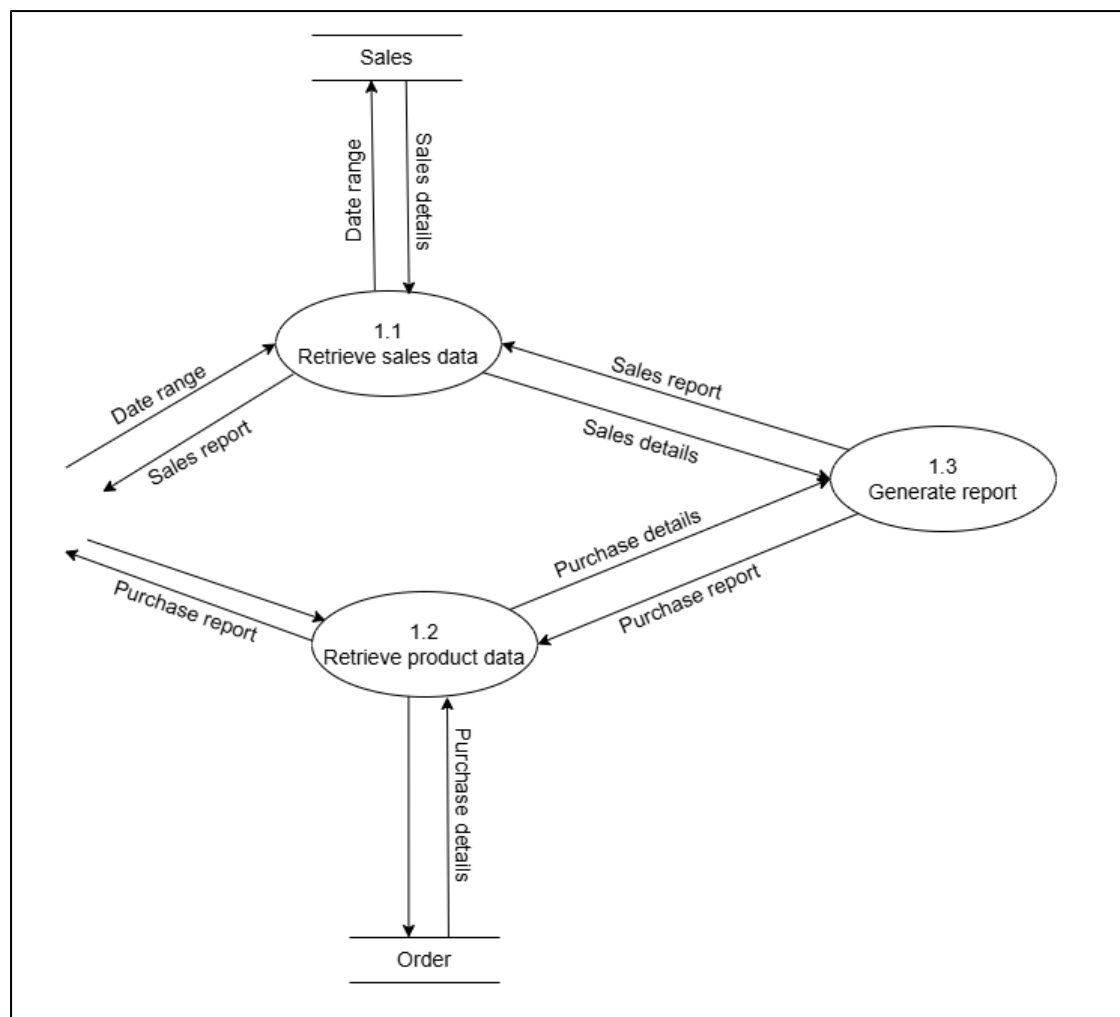 Sales
Date range
Sales details
1.1
Retrieve sales data
Date range
Sales report
Sales report
Sales details
1.3
Generate report
Purchase details
Purchase report
Purchase report
1.2
Retrieve product data
Purchase details
Order